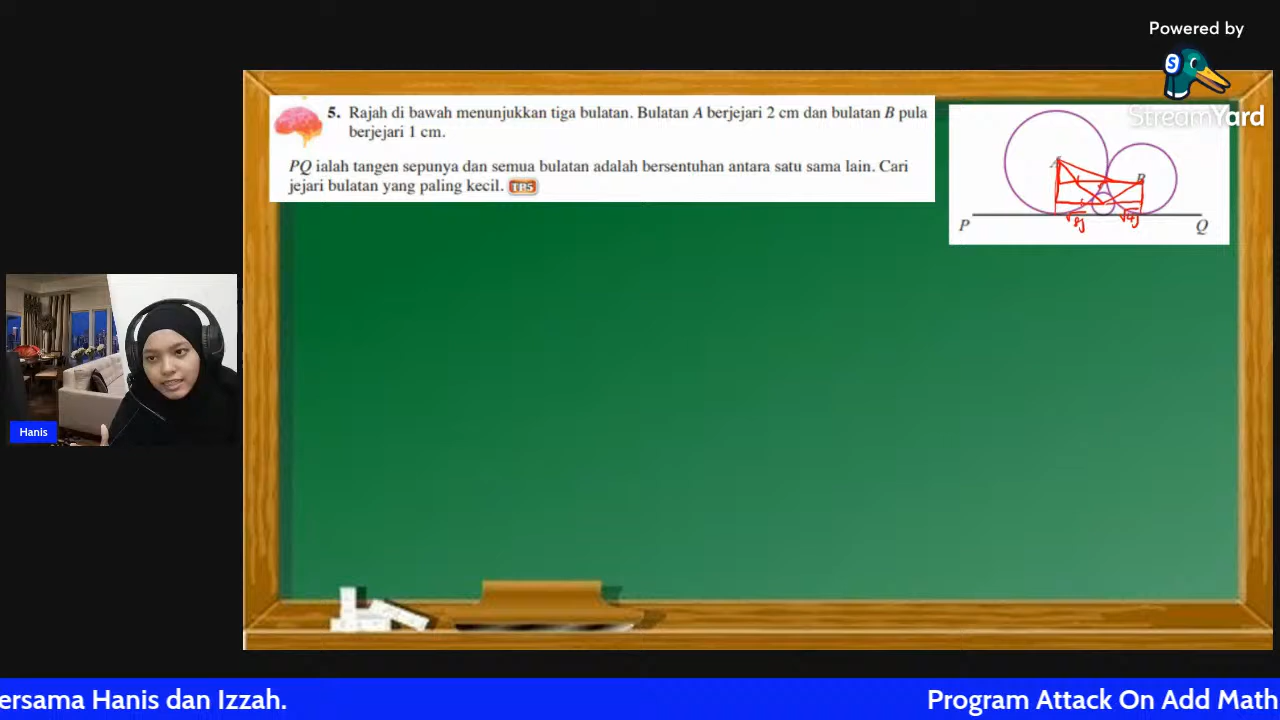 Powered by
S
StreamYard
5. Rajah di bawah menunjukkan tiga bulatan. Bulatan A berjejari 2 cm dan bulatan B pula
berjejari 1 cm.
PQ ialah tangen sepunya dan semua bulatan adalah bersentuhan antara satu sama lain. Cari
jejari bulatan yang paling kecil. TP5
A
B
√8j
√4j
P
Q
Hanis
ersama Hanis dan Izzah.
Program Attack On Add Math